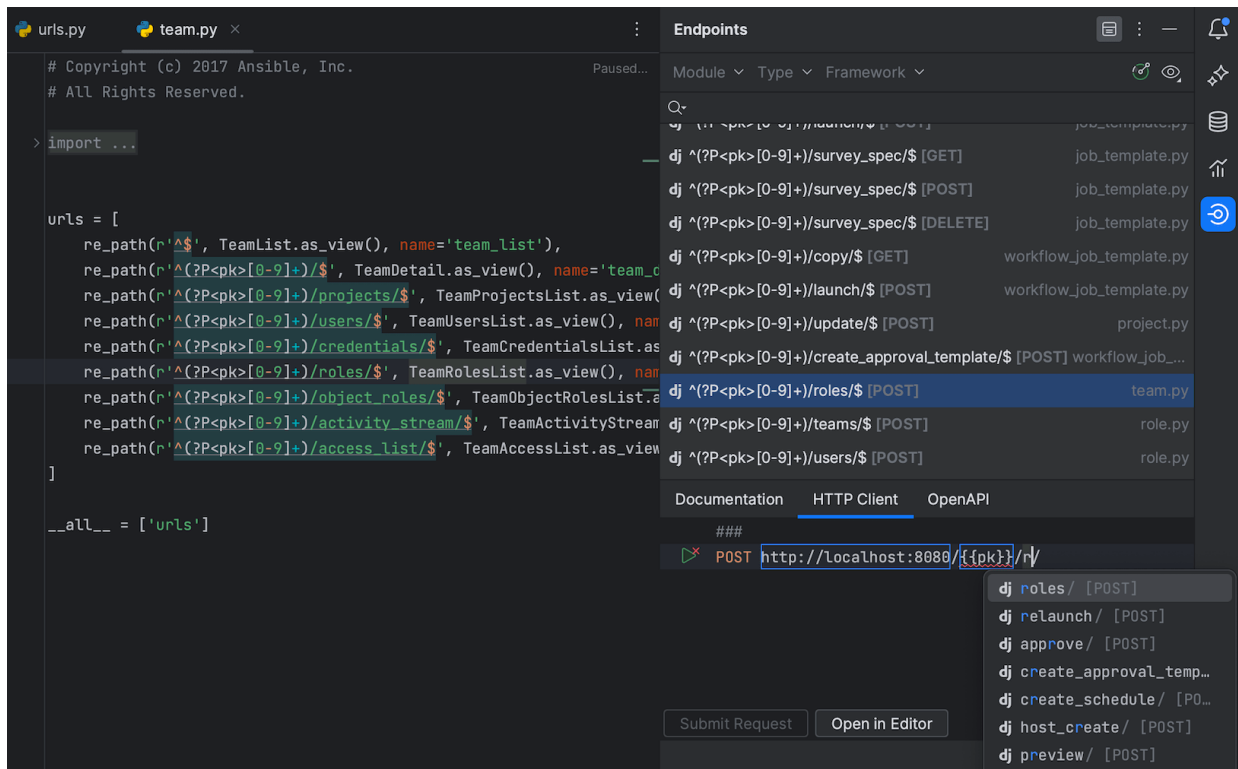 urls.py
team.py
# Copyright (c) 2017 Ansible, Inc.
Paused...
# All Rights Reserved.
import ...
urls = [
re_path(r'^$', TeamList.as_view(), name='team_list'),
re_path(r'^(?P<pk>[0-9]+)/$', TeamDetail.as_view(), name='team_d
re_path(r'^(?P<pk>[0-9]+)/projects/$', TeamProjectsList.as_view(
re_path(r'^(?P<pk>[0-9]+)/users/$', TeamUsersList.as_view(), nam
re_path(r'^(?P<pk>[0-9]+)/credentials/$', TeamCredentialsList.as
re_path(r'^(?P<pk>[0-9]+)/roles/$', TeamRolesList.as_view(), nam
re_path(r'^(?P<pk>[0-9]+)/object_roles/$', TeamObjectRolesList.a
re_path(r'^(?P<pk>[0-9]+)/activity_stream/$', TeamActivityStream
re_path(r'^(?P<pk>[0-9]+)/access_list/$', TeamAccessList.as_view
]
__all__ = ['urls']
Endpoints
Module Type Framework
dj ^(?P<pk>[0-9]+)/launch/$ [POST] job_template.py
dj ^(?P<pk>[0-9]+)/survey_spec/$ [GET] job_template.py
dj ^(?P<pk>[0-9]+)/survey_spec/$ [POST] job_template.py
dj ^(?P<pk>[0-9]+)/survey_spec/$ [DELETE] job_template.py
dj ^(?P<pk>[0-9]+)/copy/$ [GET] workflow_job_template.py
dj ^(?P<pk>[0-9]+)/launch/$ [POST] workflow_job_template.py
dj ^(?P<pk>[0-9]+)/update/$ [POST] project.py
dj ^(?P<pk>[0-9]+)/create_approval_template/$ [POST] workflow_job_...
dj ^(?P<pk>[0-9]+)/roles/$ [POST] team.py
dj ^(?P<pk>[0-9]+)/teams/$ [POST] role.py
dj ^(?P<pk>[0-9]+)/users/$ [POST] role.py
Documentation HTTP Client OpenAPI
###
POST http://localhost:8080/{{pk}}/r/
dj roles/ [POST]
dj relaunch/ [POST]
dj approve/ [POST]
dj create_approval_temp…
dj create_schedule/ [PO…
dj host_create/ [POST]
dj preview/ [POST]
Submit Request
Open in Editor